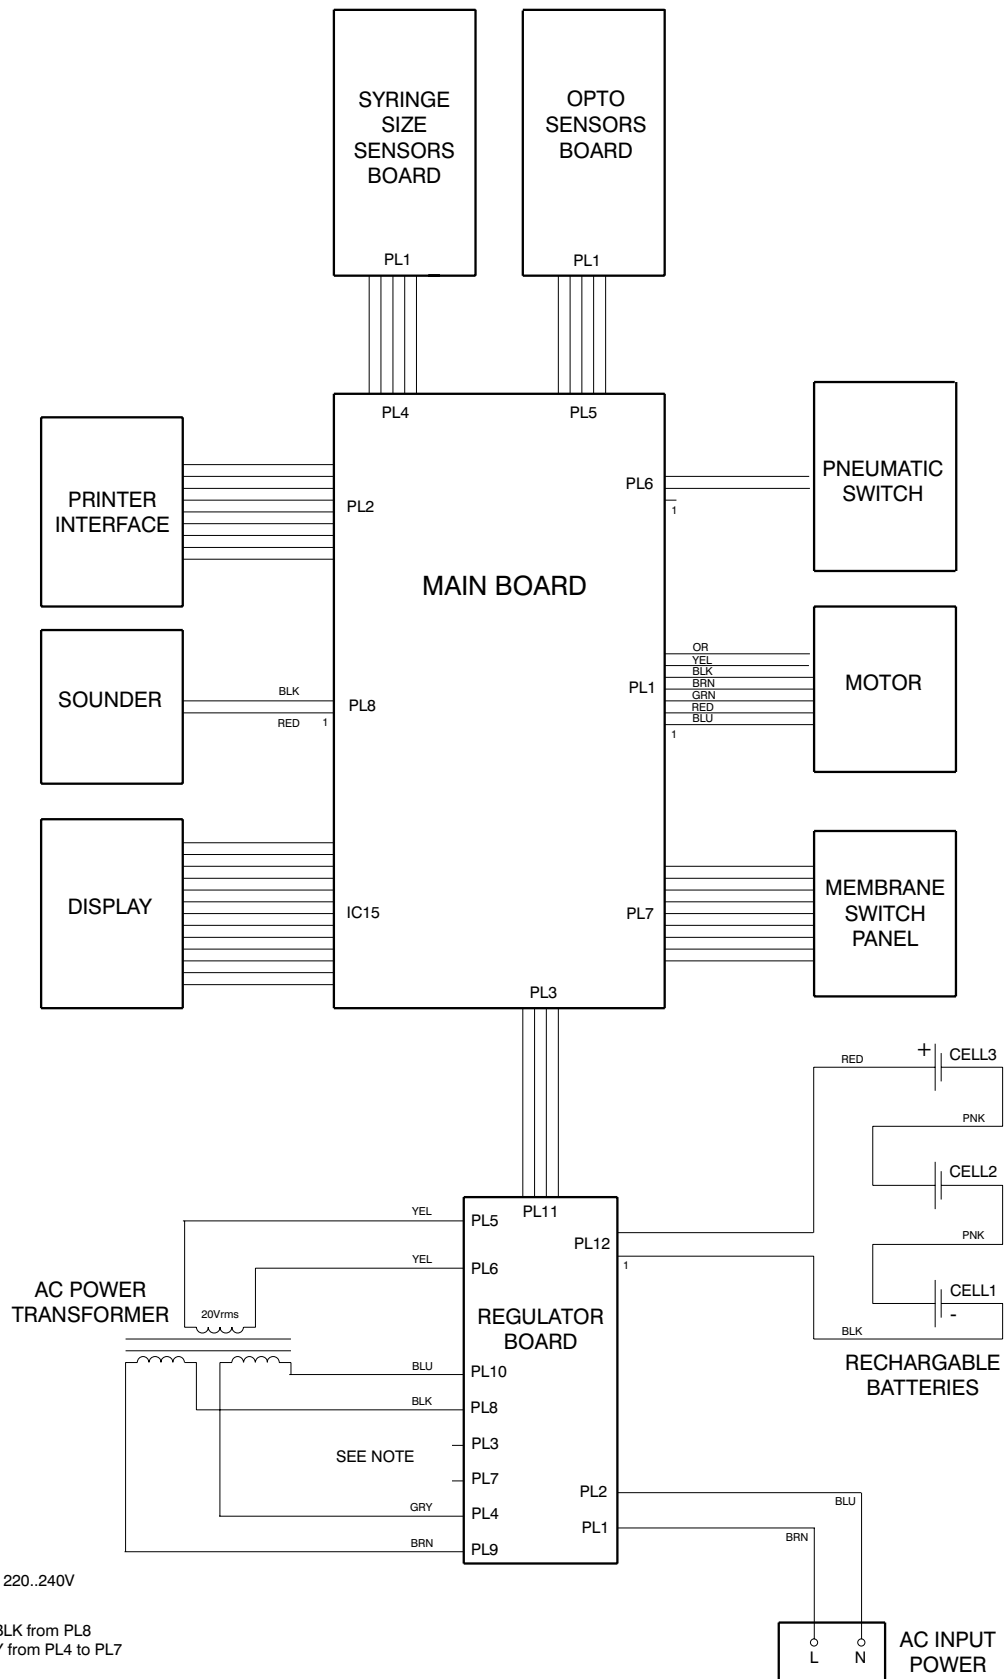 SYRINGE
SIZE
SENSORS
BOARD
PL1
OPTO
SENSORS
BOARD
PL1
PL4
PL5
PRINTER
INTERFACE
PL2
PL6
1
PNEUMATIC
SWITCH
MAIN BOARD
SOUNDER
BLK
RED
1
PL8
PL1
OR
YEL
BLK
BRN
GRN
RED
BLU
1
MOTOR
DISPLAY
IC15
PL7
MEMBRANE
SWITCH
PANEL
PL3
RED
+
CELL3
PNK
CELL2
PNK
CELL1
-
BLK
RECHARGABLE
BATTERIES
PL11
PL12
1
YEL
PL5
YEL
PL6
AC POWER
TRANSFORMER
20Vrms
REGULATOR
BOARD
BLU
PL10
BLK
PL8
SEE NOTE
PL3
PL7
GRY
PL4
BRN
PL9
PL2
BLU
PL1
BRN
220..240V
BLK from PL8
from PL4 to PL7
L
N
AC INPUT
POWER